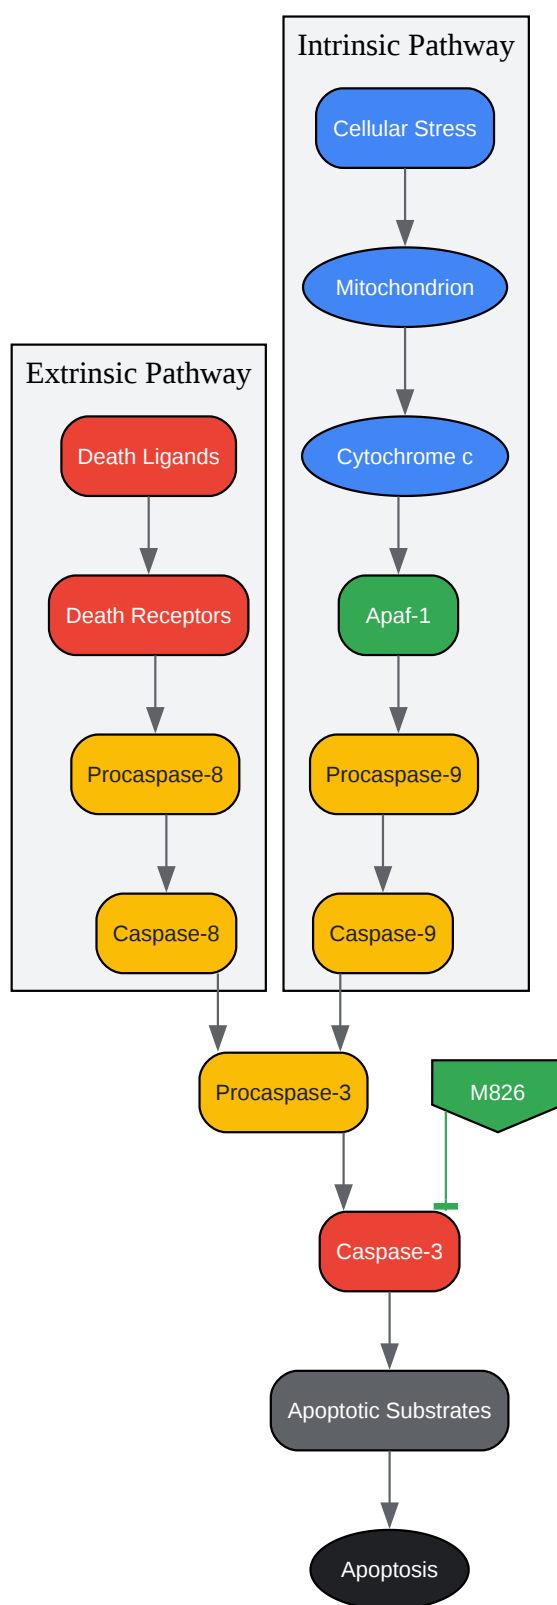 Intrinsic Pathway
Cellular Stress
Mitochondrion
Extrinsic Pathway
Death Ligands
Cytochrome c
Death Receptors
Apaf-1
Procaspase-8
Procaspase-9
Caspase-8
Caspase-9
Procaspase-3
M826
Caspase-3
Apoptotic Substrates
Apoptosis